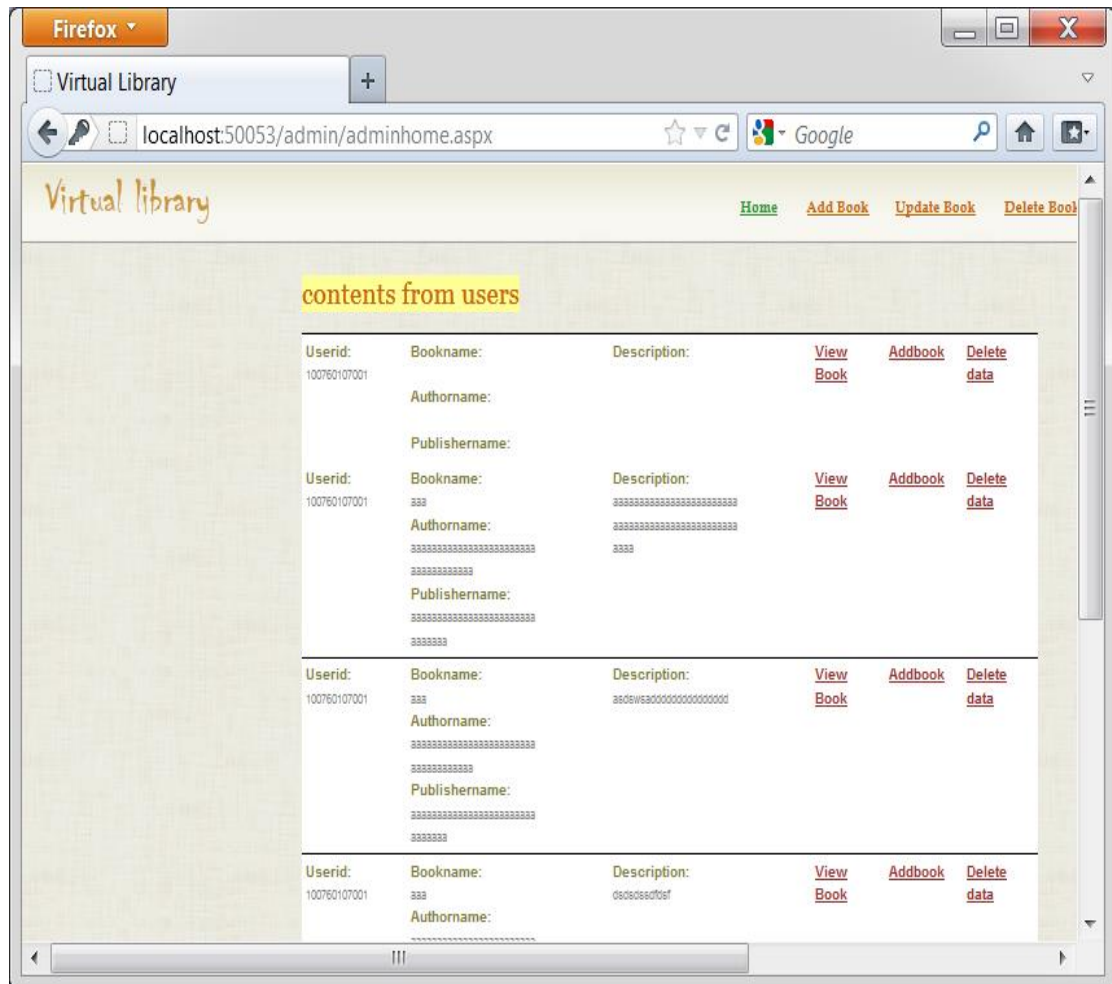 Firefox
Virtual Library
localhost:50053/admin/adminhome.aspx
Google
Virtual library
Home Add Book Update Book Delete Book
contents from users
Userid: Bookname: Description: View Book Addbook Delete data
100760107001
Authorname:
Publishername:
Userid: Bookname: Description: View Book Addbook Delete data
100760107001 aaa
Authorname:
Publishername:
Userid: Bookname: Description: View Book Addbook Delete data
100760107001 aaa
Authorname:
Publishername:
Userid: Bookname: Description: View Book Addbook Delete data
100760107001 aaa
Authorname: